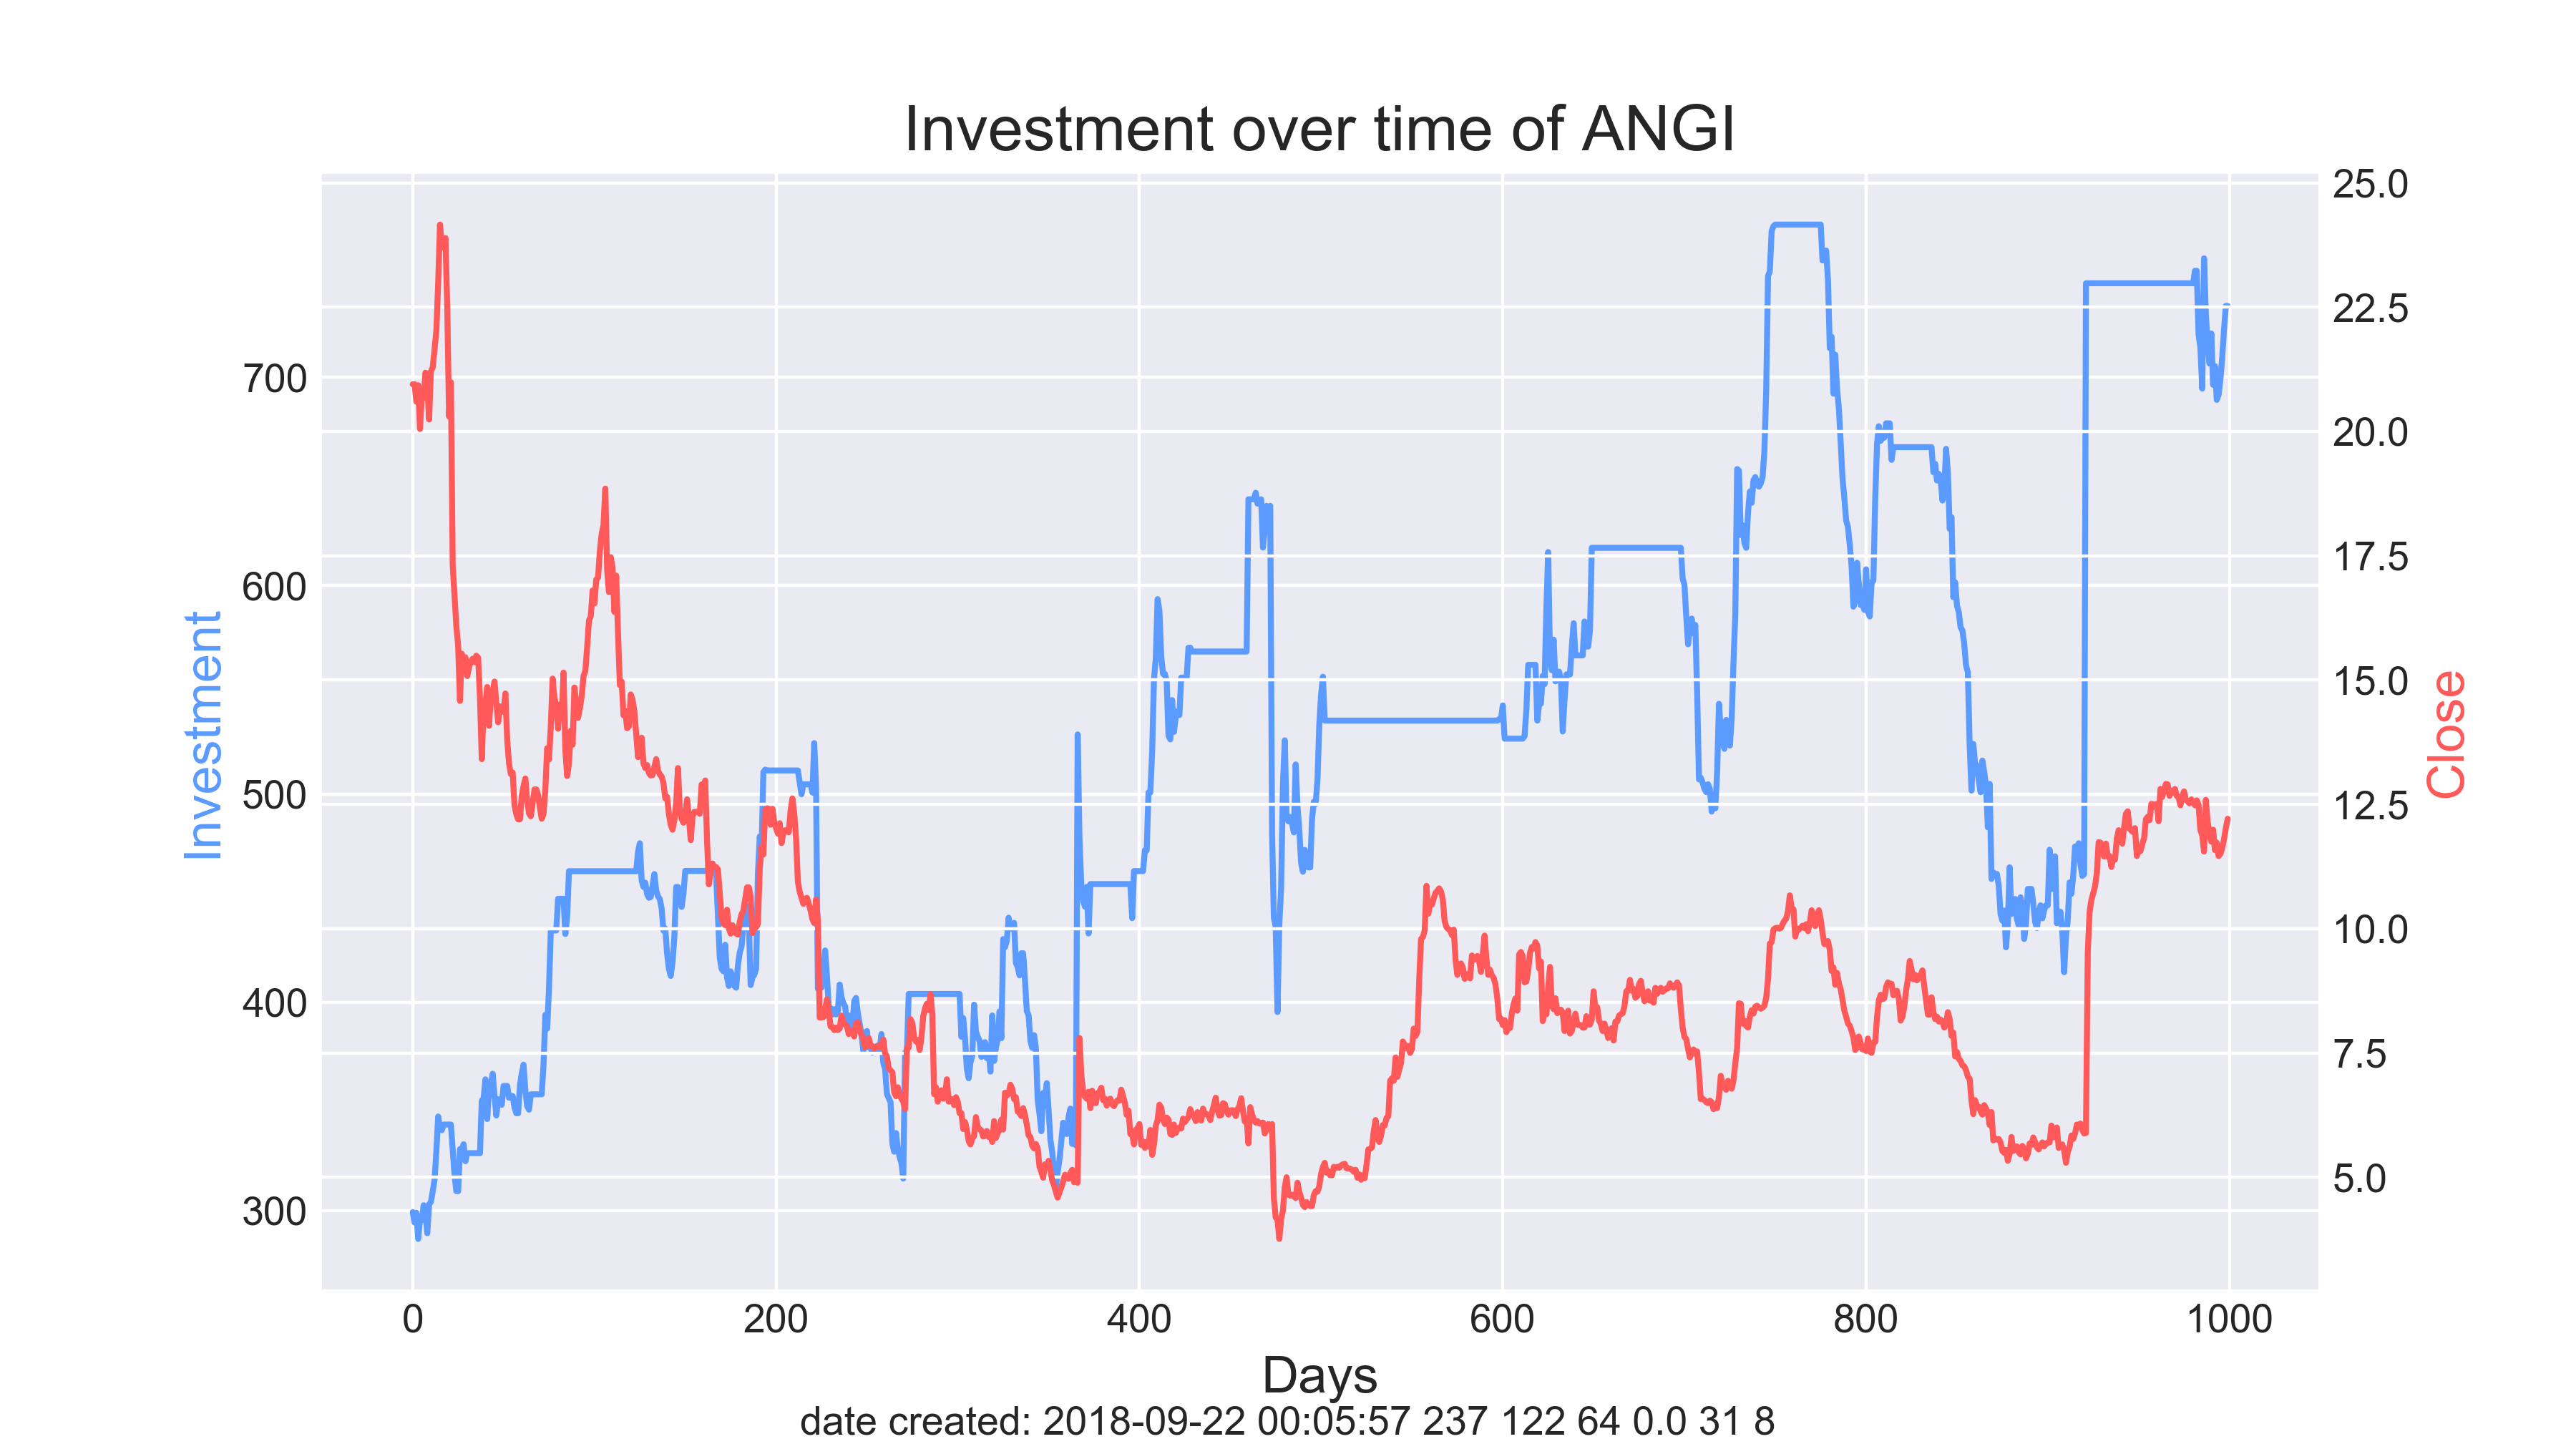 Investment over time of ANGI
25.0
22.5
700
20.0
17.5
600
15.0
Investment
Close
500
12.5
10.0
400
7.5
5.0
300
0 200 400 600 800 1000
Days
date created: 2018-09-22 00:05:57 237 122 64 0.0 31 8